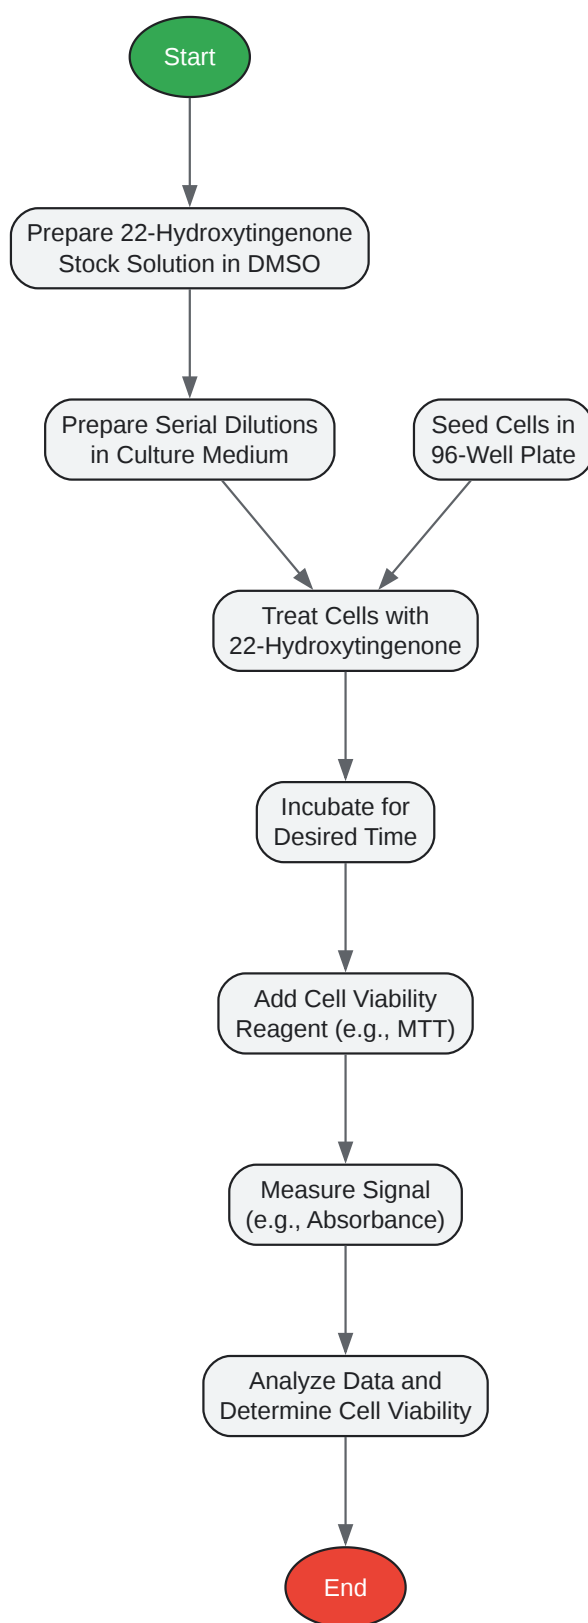 Start
Prepare 22-Hydroxytingenone
Stock Solution in DMSO
Prepare Serial Dilutions
in Culture Medium
Seed Cells in
96-Well Plate
Treat Cells with
22-Hydroxytingenone
Incubate for
Desired Time
Add Cell Viability
Reagent (e.g., MTT)
Measure Signal
(e.g., Absorbance)
Analyze Data and
Determine Cell Viability
End